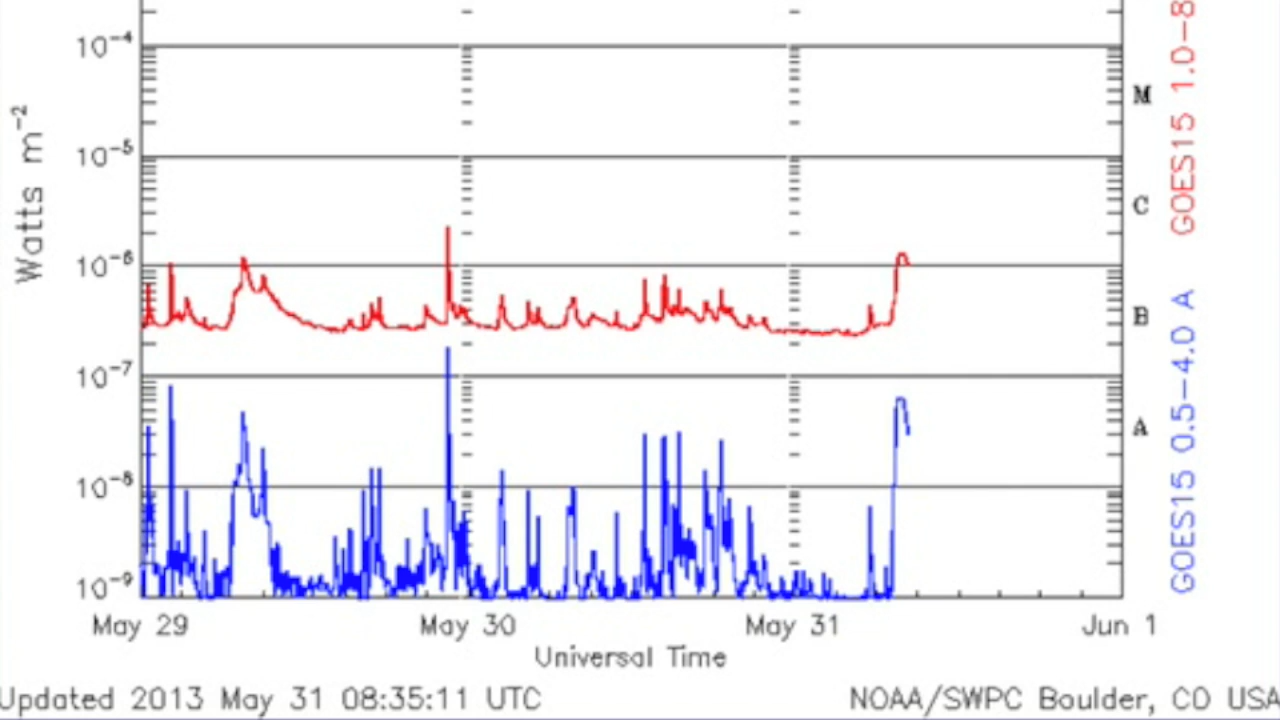 10⁻⁴
M
10⁻⁵
C
10⁻⁶
B
10⁻⁷
A
10⁻⁸
10⁻⁹
Watts m⁻²
GOES15 1.0-8
GOES15 0.5-4.0 A
May 29 May 30 May 31 Jun 1
Universal Time
Updated 2013 May 31 08:35:11 UTC NOAA/SWPC Boulder, CO USA